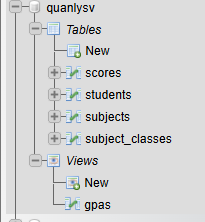 quanlysv
Tables
New
scores
students
subjects
subject_classes
Views
New
gpas